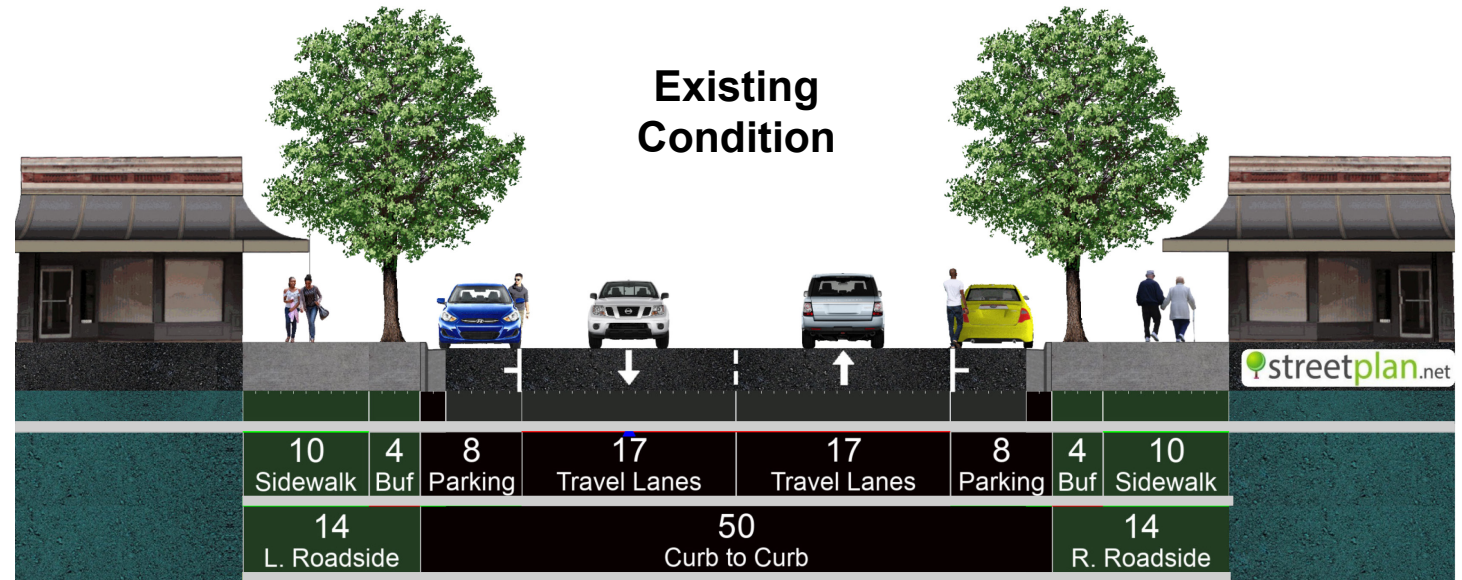 Existing
Condition
streetplan.net
10 4 8 17 17 8 4 10
Sidewalk Buf Parking Travel Lanes Travel Lanes Parking Buf Sidewalk
14 50 14
L. Roadside Curb to Curb R. Roadside